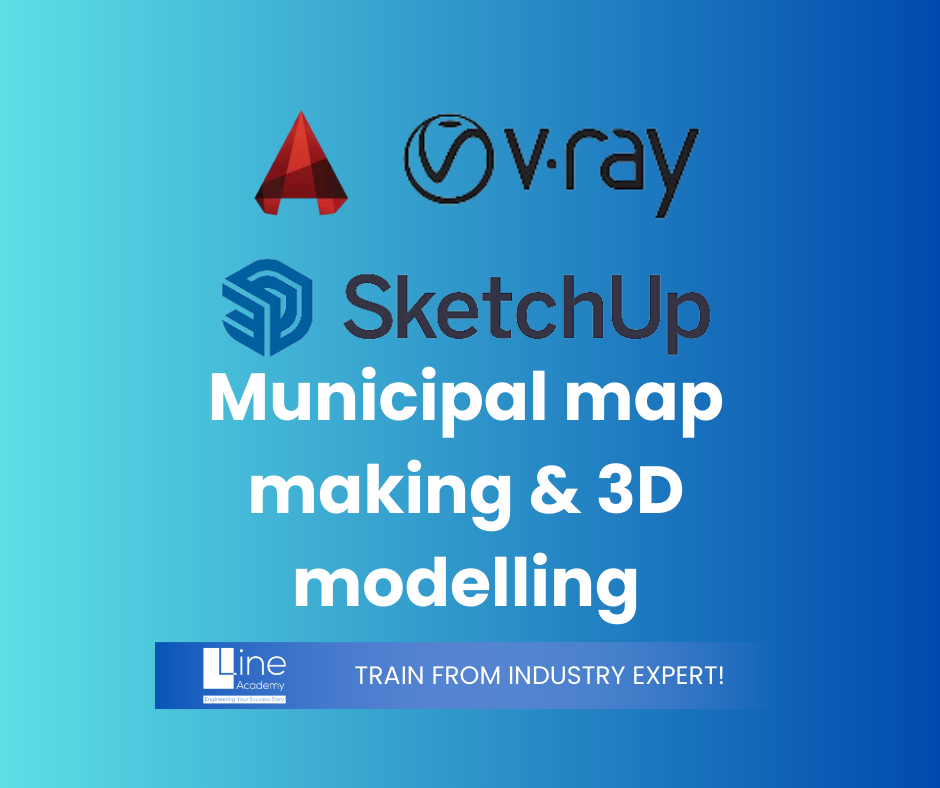 v.ray
SketchUp
Municipal map
making & 3D
modelling
Line
Academy
Engineering Your Success Story
TRAIN FROM INDUSTRY EXPERT!